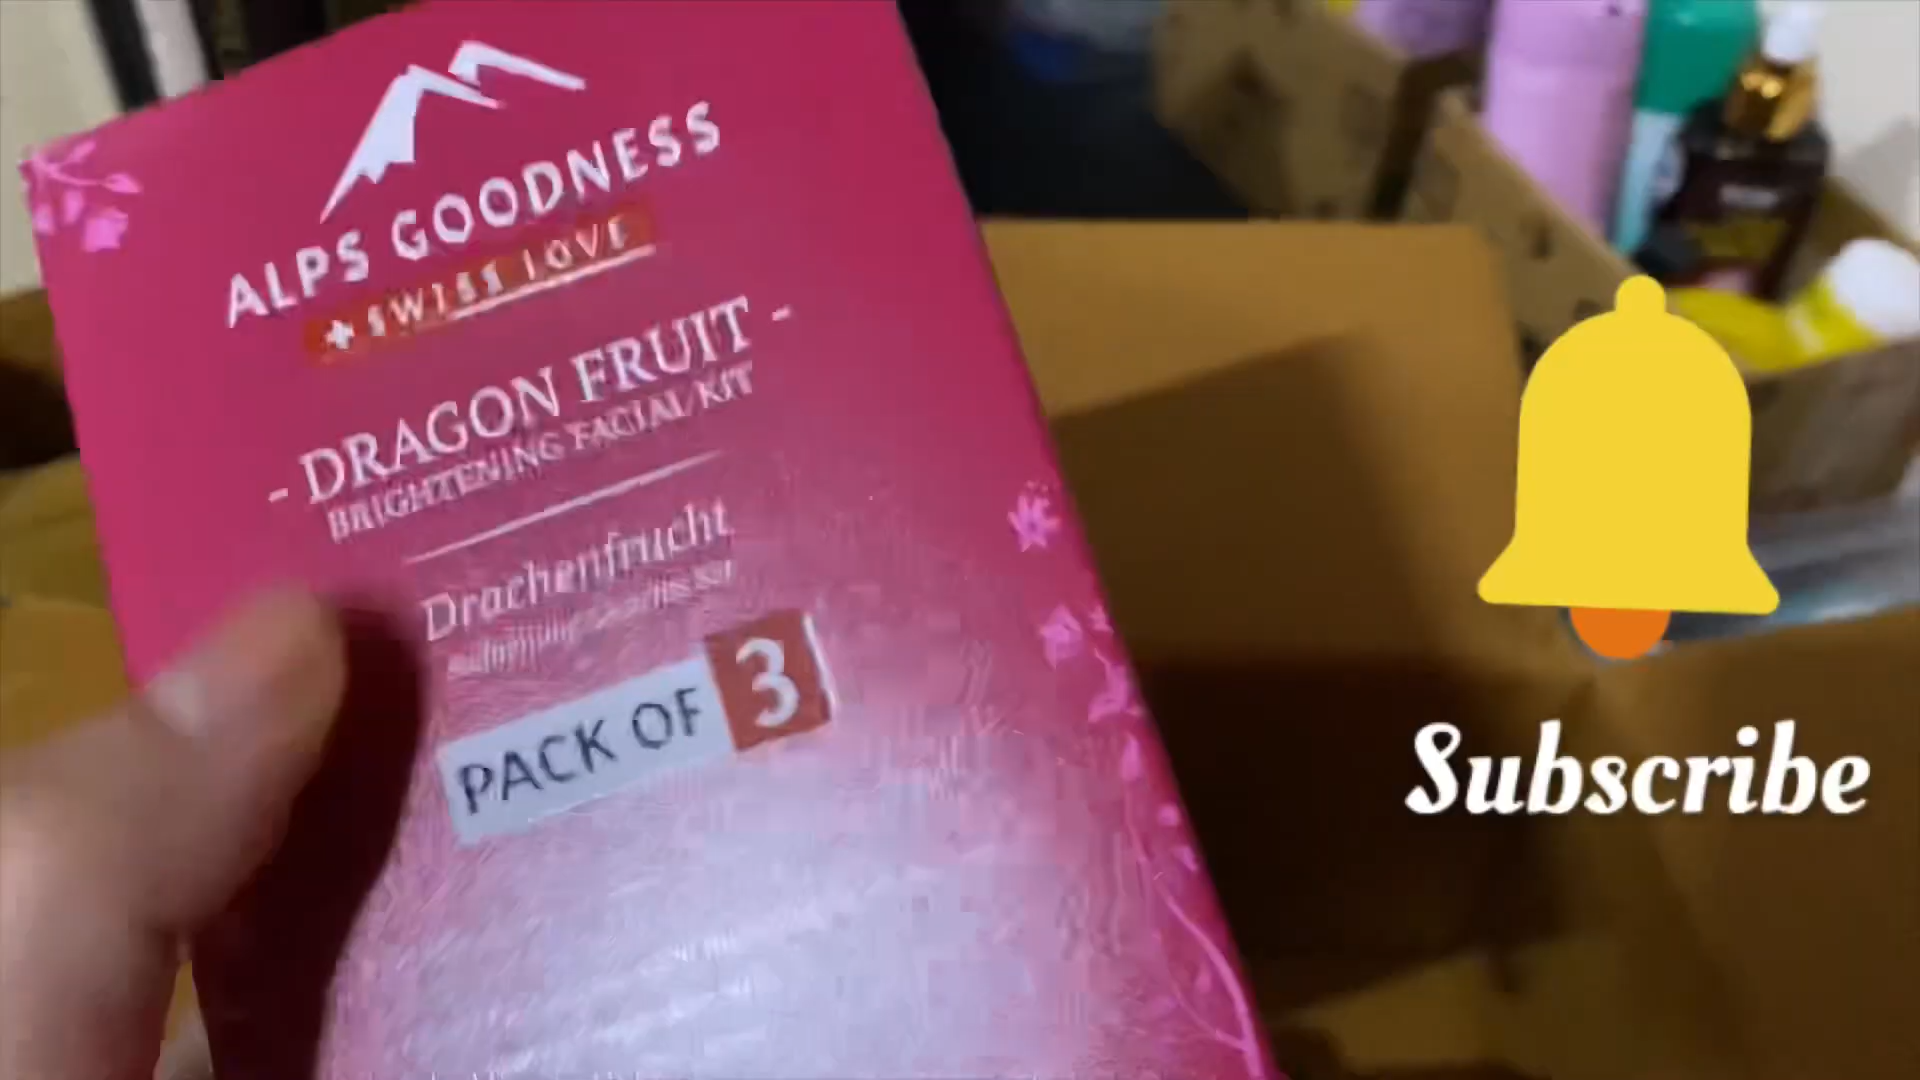 ALPS GOODNESS
+ SWISS LOVE
- DRAGON FRUIT -
BRIGHTENING FACIAL KIT
Drachenfrucht
PACK OF 3
Subscribe